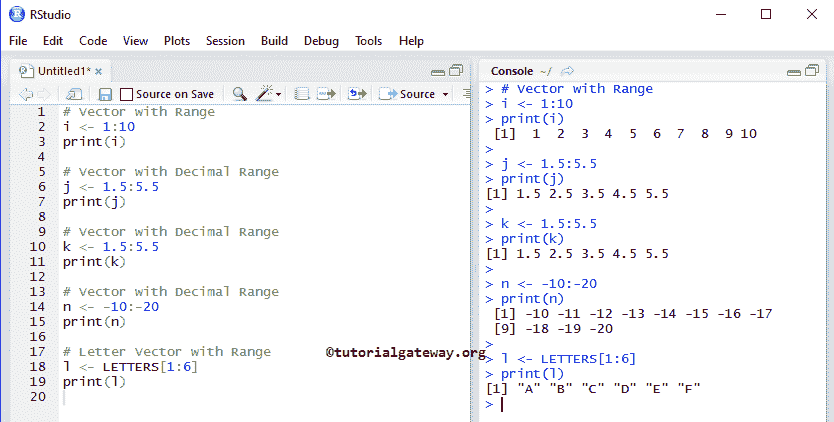 RStudio
File Edit Code View Plots Session Build Debug Tools Help
Untitled1* ×
Source on Save
Source
1 # Vector with Range
2 i <- 1:10
3 print(i)
4
5 # Vector with Decimal Range
6 j <- 1.5:5.5
7 print(j)
8
9 # Vector with Decimal Range
10 k <- 1.5:5.5
11 print(k)
12
13 # Vector with Decimal Range
14 n <- -10:-20
15 print(n)
16
17 # Letter Vector with Range
18 l <- LETTERS[1:6]
19 print(l)
20
©tutorialgateway.org
Console ~/
> # Vector with Range
> i <- 1:10
> print(i)
 [1]  1  2  3  4  5  6  7  8  9 10
>
> j <- 1.5:5.5
> print(j)
[1] 1.5 2.5 3.5 4.5 5.5
>
> k <- 1.5:5.5
> print(k)
[1] 1.5 2.5 3.5 4.5 5.5
>
> n <- -10:-20
> print(n)
 [1] -10 -11 -12 -13 -14 -15 -16 -17
 [9] -18 -19 -20
>
> l <- LETTERS[1:6]
> print(l)
[1] "A" "B" "C" "D" "E" "F"
>